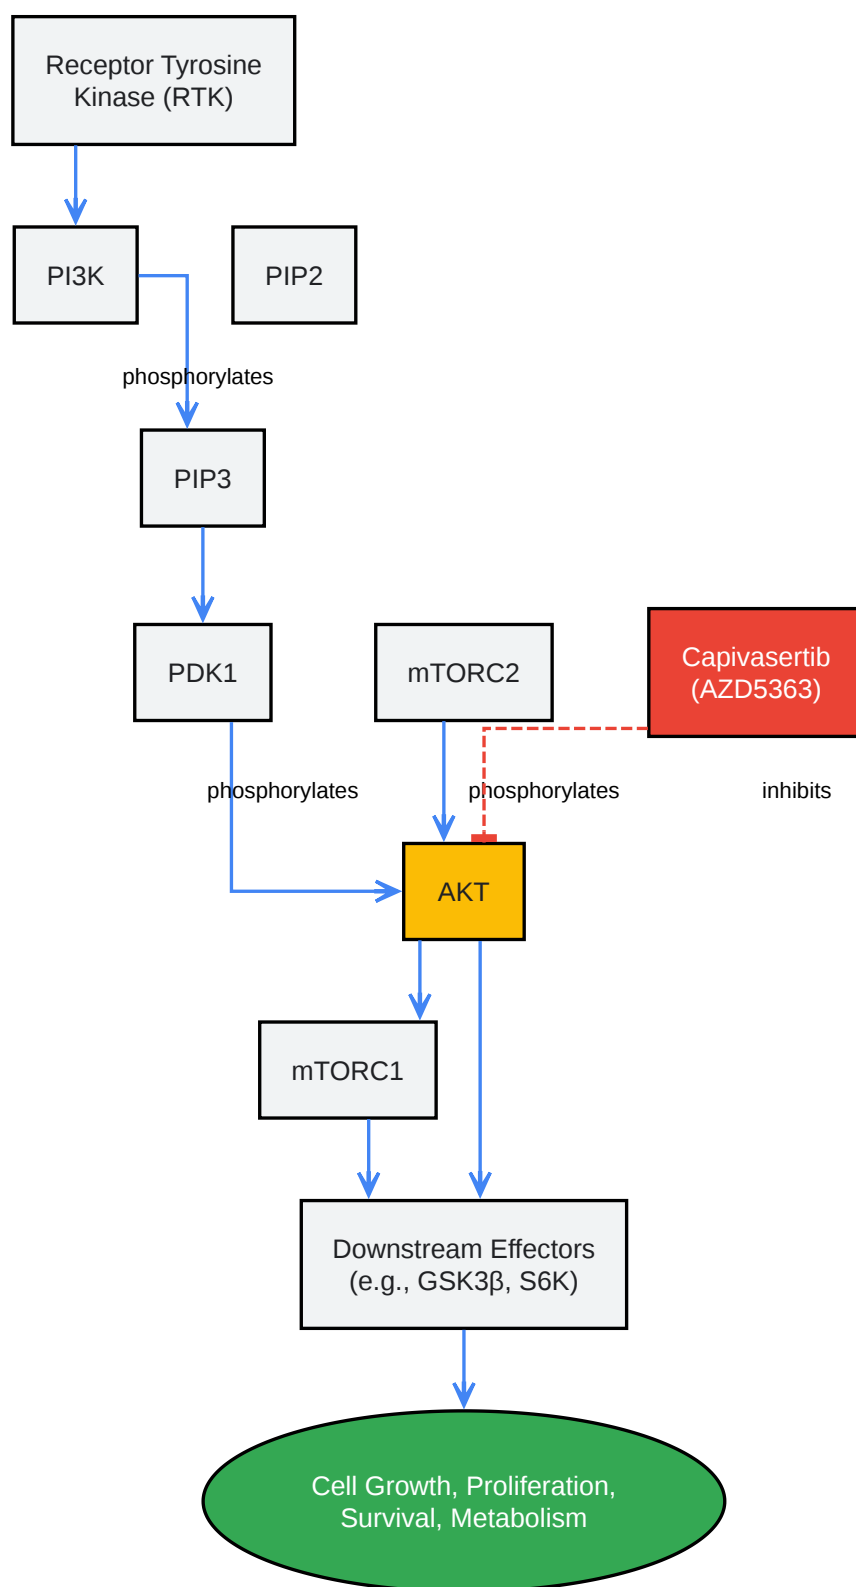 Receptor Tyrosine
Kinase (RTK)
PI3K
PIP2
phosphorylates
PIP3
PDK1
mTORC2
Capivasertib
(AZD5363)
phosphorylates
phosphorylates
inhibits
AKT
mTORC1
Downstream Effectors
(e.g., GSK3β, S6K)
Cell Growth, Proliferation,
Survival, Metabolism